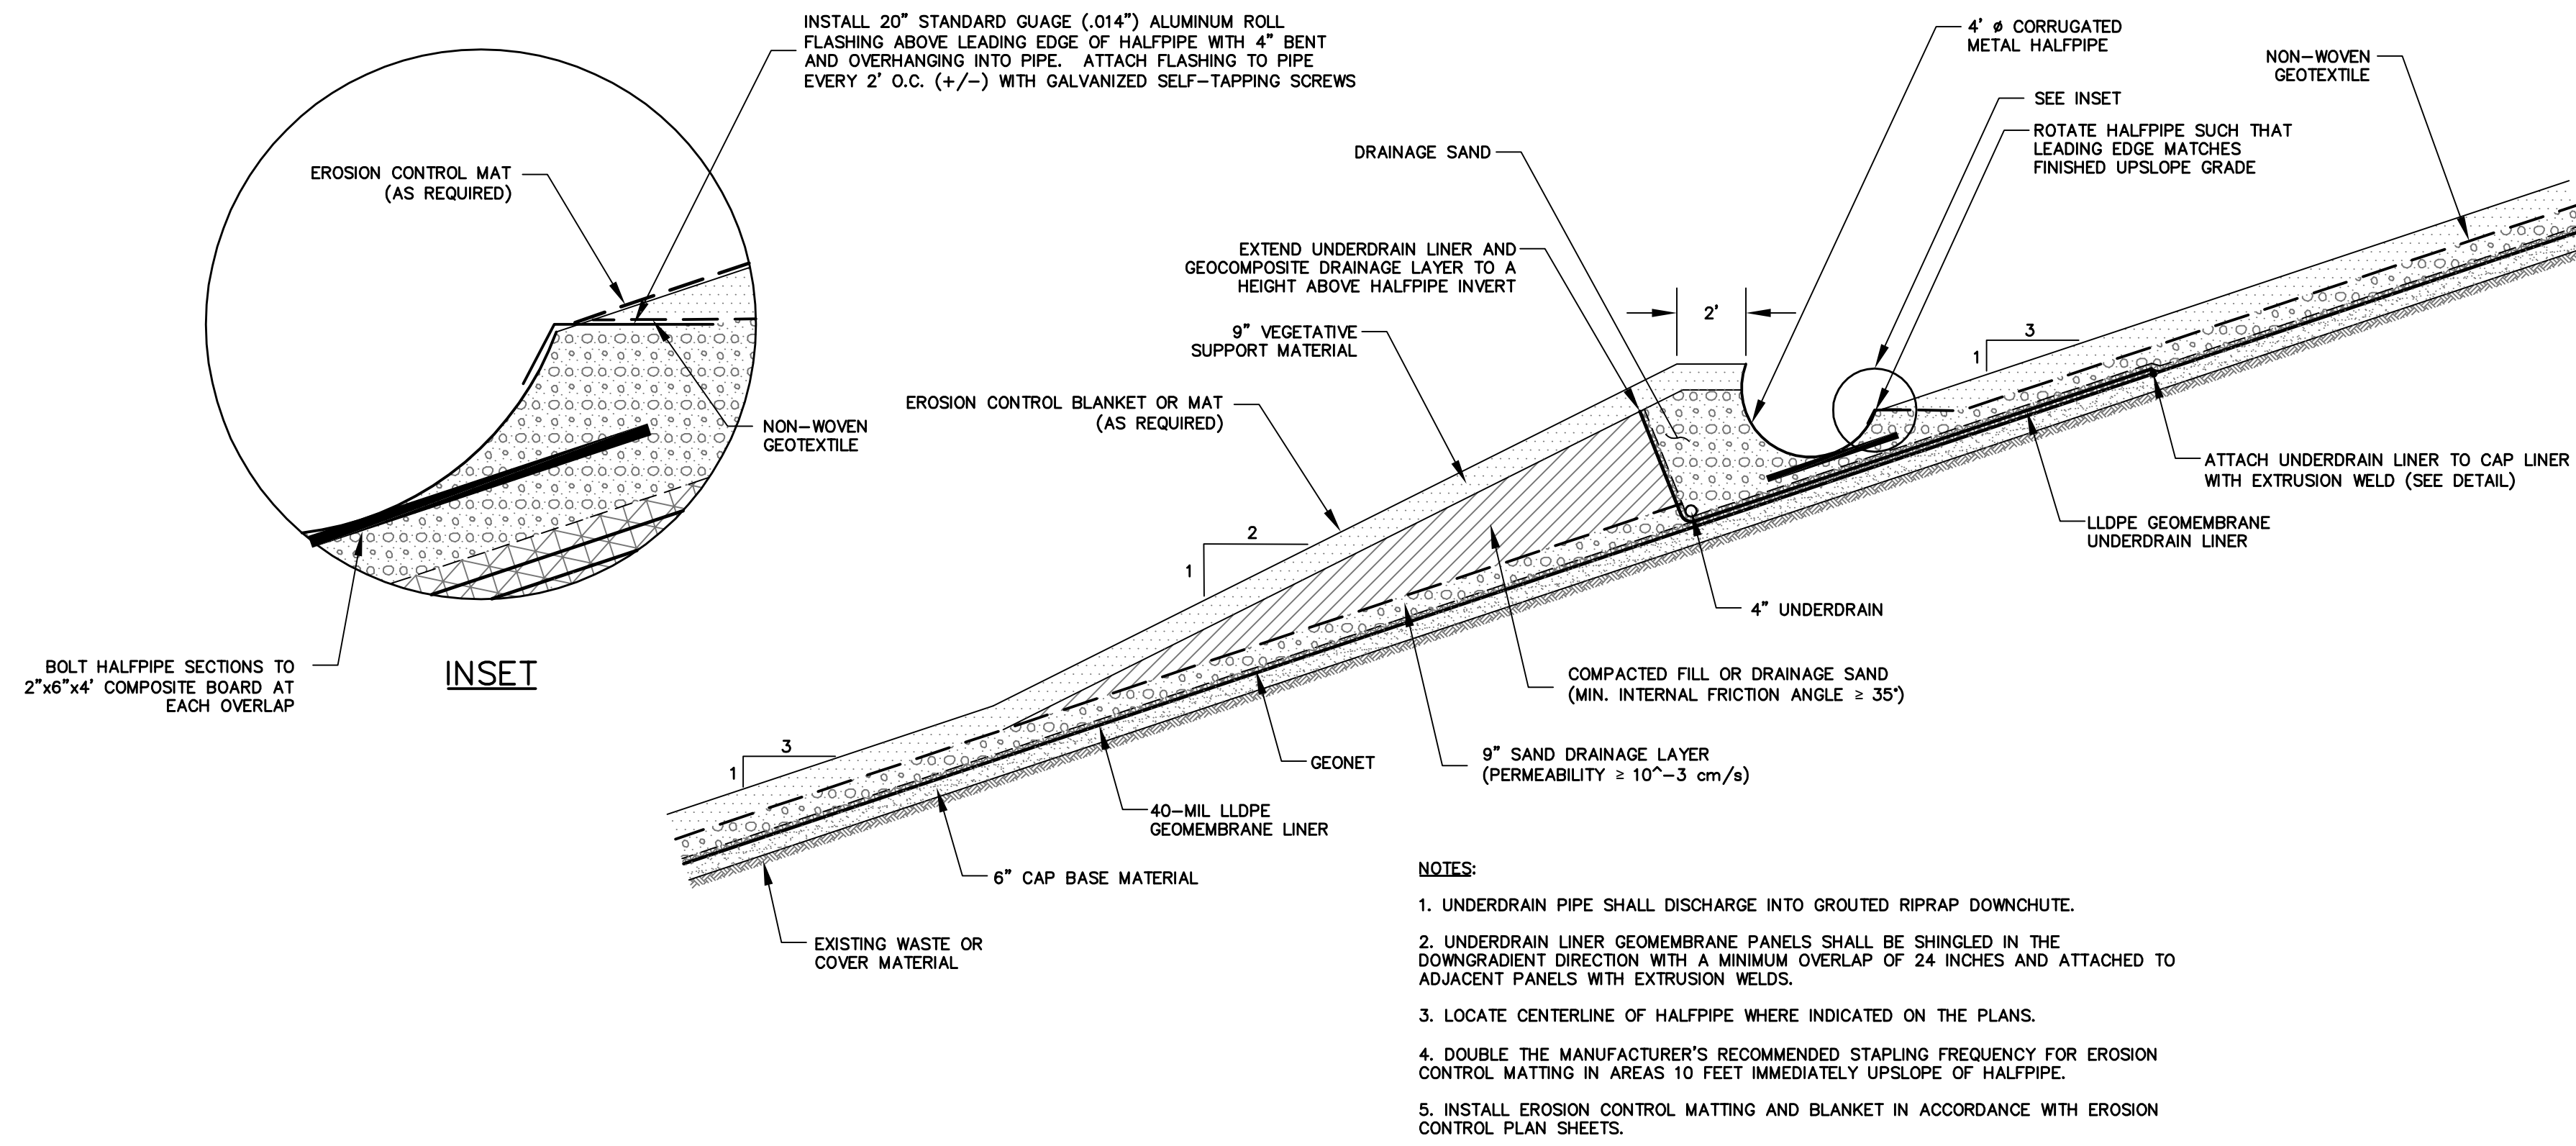 INSTALL 20" STANDARD GUAGE (.014") ALUMINUM ROLL
FLASHING ABOVE LEADING EDGE OF HALFPIPE WITH 4" BENT
AND OVERHANGING INTO PIPE. ATTACH FLASHING TO PIPE
EVERY 2' O.C. (+/-) WITH GALVANIZED SELF-TAPPING SCREWS
EROSION CONTROL MAT
(AS REQUIRED)
NON-WOVEN
GEOTEXTILE
BOLT HALFPIPE SECTIONS TO
2"x6"x4' COMPOSITE BOARD AT
EACH OVERLAP
INSET
4' ø CORRUGATED
METAL HALFPIPE
NON-WOVEN
GEOTEXTILE
SEE INSET
ROTATE HALFPIPE SUCH THAT
LEADING EDGE MATCHES
FINISHED UPSLOPE GRADE
DRAINAGE SAND
EXTEND UNDERDRAIN LINER AND
GEOCOMPOSITE DRAINAGE LAYER TO A
HEIGHT ABOVE HALFPIPE INVERT
2'
9" VEGETATIVE
SUPPORT MATERIAL
3
1
EROSION CONTROL BLANKET OR MAT
(AS REQUIRED)
ATTACH UNDERDRAIN LINER TO CAP LINER
WITH EXTRUSION WELD (SEE DETAIL)
LLDPE GEOMEMBRANE
UNDERDRAIN LINER
2
1
4" UNDERDRAIN
COMPACTED FILL OR DRAINAGE SAND
(MIN. INTERNAL FRICTION ANGLE ≥ 35°)
3
1
GEONET
9" SAND DRAINAGE LAYER
(PERMEABILITY ≥ 10^-3 cm/s)
40-MIL LLDPE
GEOMEMBRANE LINER
6" CAP BASE MATERIAL
EXISTING WASTE OR
COVER MATERIAL
NOTES:
1. UNDERDRAIN PIPE SHALL DISCHARGE INTO GROUTED RIPRAP DOWNCHUTE.
2. UNDERDRAIN LINER GEOMEMBRANE PANELS SHALL BE SHINGLED IN THE
DOWNGRADIENT DIRECTION WITH A MINIMUM OVERLAP OF 24 INCHES AND ATTACHED TO
ADJACENT PANELS WITH EXTRUSION WELDS.
3. LOCATE CENTERLINE OF HALFPIPE WHERE INDICATED ON THE PLANS.
4. DOUBLE THE MANUFACTURER'S RECOMMENDED STAPLING FREQUENCY FOR EROSION
CONTROL MATTING IN AREAS 10 FEET IMMEDIATELY UPSLOPE OF HALFPIPE.
5. INSTALL EROSION CONTROL MATTING AND BLANKET IN ACCORDANCE WITH EROSION
CONTROL PLAN SHEETS.